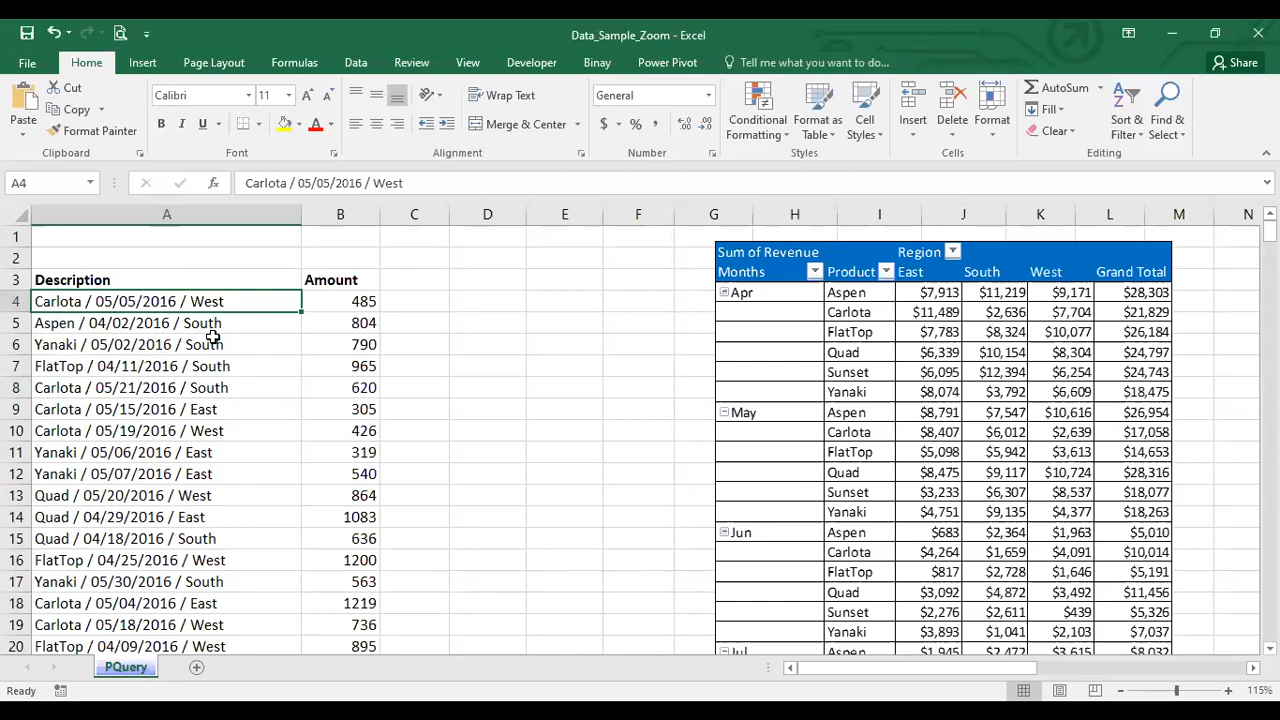 Data_Sample_Zoom - Excel
File Home Insert Page Layout Formulas Data Review View Developer Binay Power Pivot Tell me what you want to do... Share
Paste Cut Copy Format Painter
Calibri 11 Wrap Text General Conditional Formatting Format as Table Cell Styles Insert Delete Format AutoSum Sort & Filter Find & Select
B I U Merge & Center $ % , Fill Clear
Clipboard Font Alignment Number Styles Cells Editing
A4 fx Carlota / 05/05/2016 / West
A B C D E F G H I J K L M N
1
2 Sum of Revenue Region
3 Description Amount Months Product East South West Grand Total
4 Carlota / 05/05/2016 / West 485 Apr Aspen $7,913 $11,219 $9,171 $28,303
5 Aspen / 04/02/2016 / South 804 Carlota $11,489 $2,636 $7,704 $21,829
6 Yanaki / 05/02/2016 / South 790 FlatTop $7,783 $8,324 $10,077 $26,184
7 FlatTop / 04/11/2016 / South 965 Quad $6,339 $10,154 $8,304 $24,797
8 Carlota / 05/21/2016 / South 620 Sunset $6,095 $12,394 $6,254 $24,743
9 Carlota / 05/15/2016 / East 305 Yanaki $8,074 $3,792 $6,609 $18,475
May Aspen $8,791 $7,547 $10,616 $26,954
10 Carlota / 05/19/2016 / West 426 Carlota $8,407 $6,012 $2,639 $17,058
11 Yanaki / 05/06/2016 / East 319 FlatTop $5,098 $5,942 $3,613 $14,653
12 Yanaki / 05/07/2016 / East 540 Quad $8,475 $9,117 $10,724 $28,316
13 Quad / 05/20/2016 / West 864 Sunset $3,233 $6,307 $8,537 $18,077
14 Quad / 04/29/2016 / East 1083 Yanaki $4,751 $9,135 $4,377 $18,263
15 Quad / 04/18/2016 / South 636 Jun Aspen $683 $2,364 $1,963 $5,010
16 FlatTop / 04/25/2016 / West 1200 Carlota $4,264 $1,659 $4,091 $10,014
17 Yanaki / 05/30/2016 / South 563 FlatTop $817 $2,728 $1,646 $5,191
18 Carlota / 05/04/2016 / East 1219 Quad $3,092 $4,872 $3,492 $11,456
Sunset $2,276 $2,611 $439 $5,326
19 Carlota / 05/18/2016 / West 736 Yanaki $3,893 $1,041 $2,103 $7,037
20 FlatTop / 04/09/2016 / West 895 Jul Aspen $1,945 $2,472 $3,615 $8,032
PQuery
Ready 115%